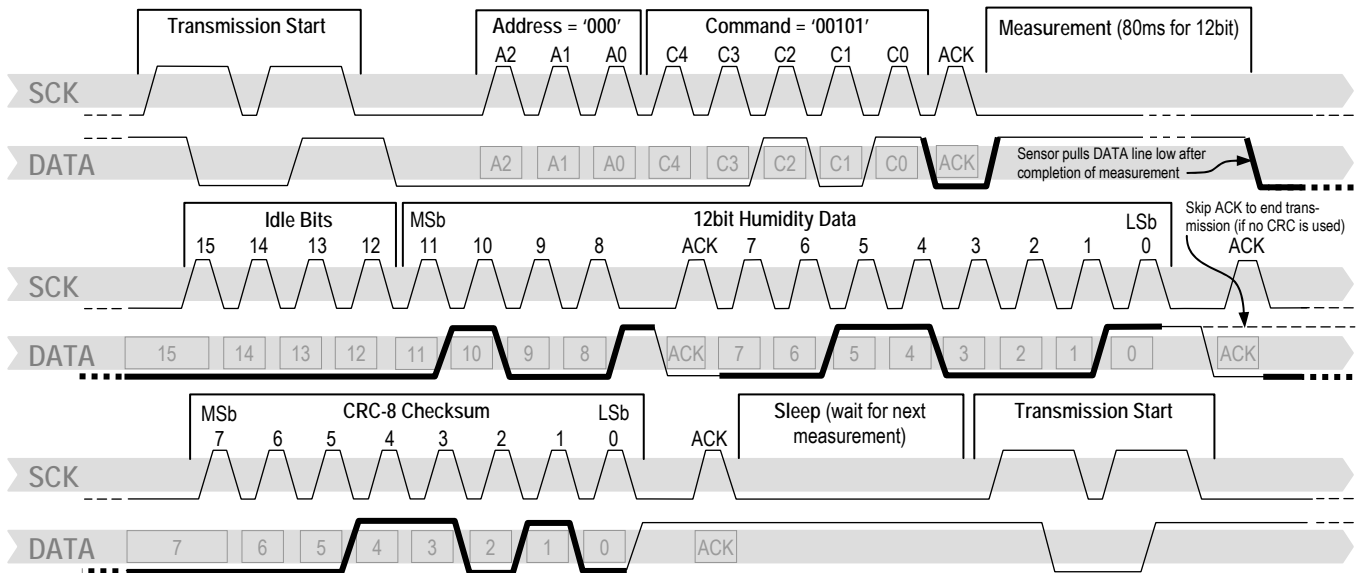 Transmission Start Address = '000' Command = '00101' Measurement (80ms for 12bit)
A2 A1 A0 C4 C3 C2 C1 C0 ACK
SCK
DATA A2 A1 A0 C4 C3 C2 C1 C0 ACK
Sensor pulls DATA line low after
completion of measurement
Idle Bits MSb 12bit Humidity Data LSb
Skip ACK to end trans-
mission (if no CRC is used)
15 14 13 12 11 10 9 8 ACK 7 6 5 4 3 2 1 0 ACK
SCK
DATA 15 14 13 12 11 10 9 8 ACK 7 6 5 4 3 2 1 0 ACK
MSb CRC-8 Checksum LSb Sleep (wait for next Transmission Start
measurement)
7 6 5 4 3 2 1 0 ACK
SCK
DATA 7 6 5 4 3 2 1 0 ACK